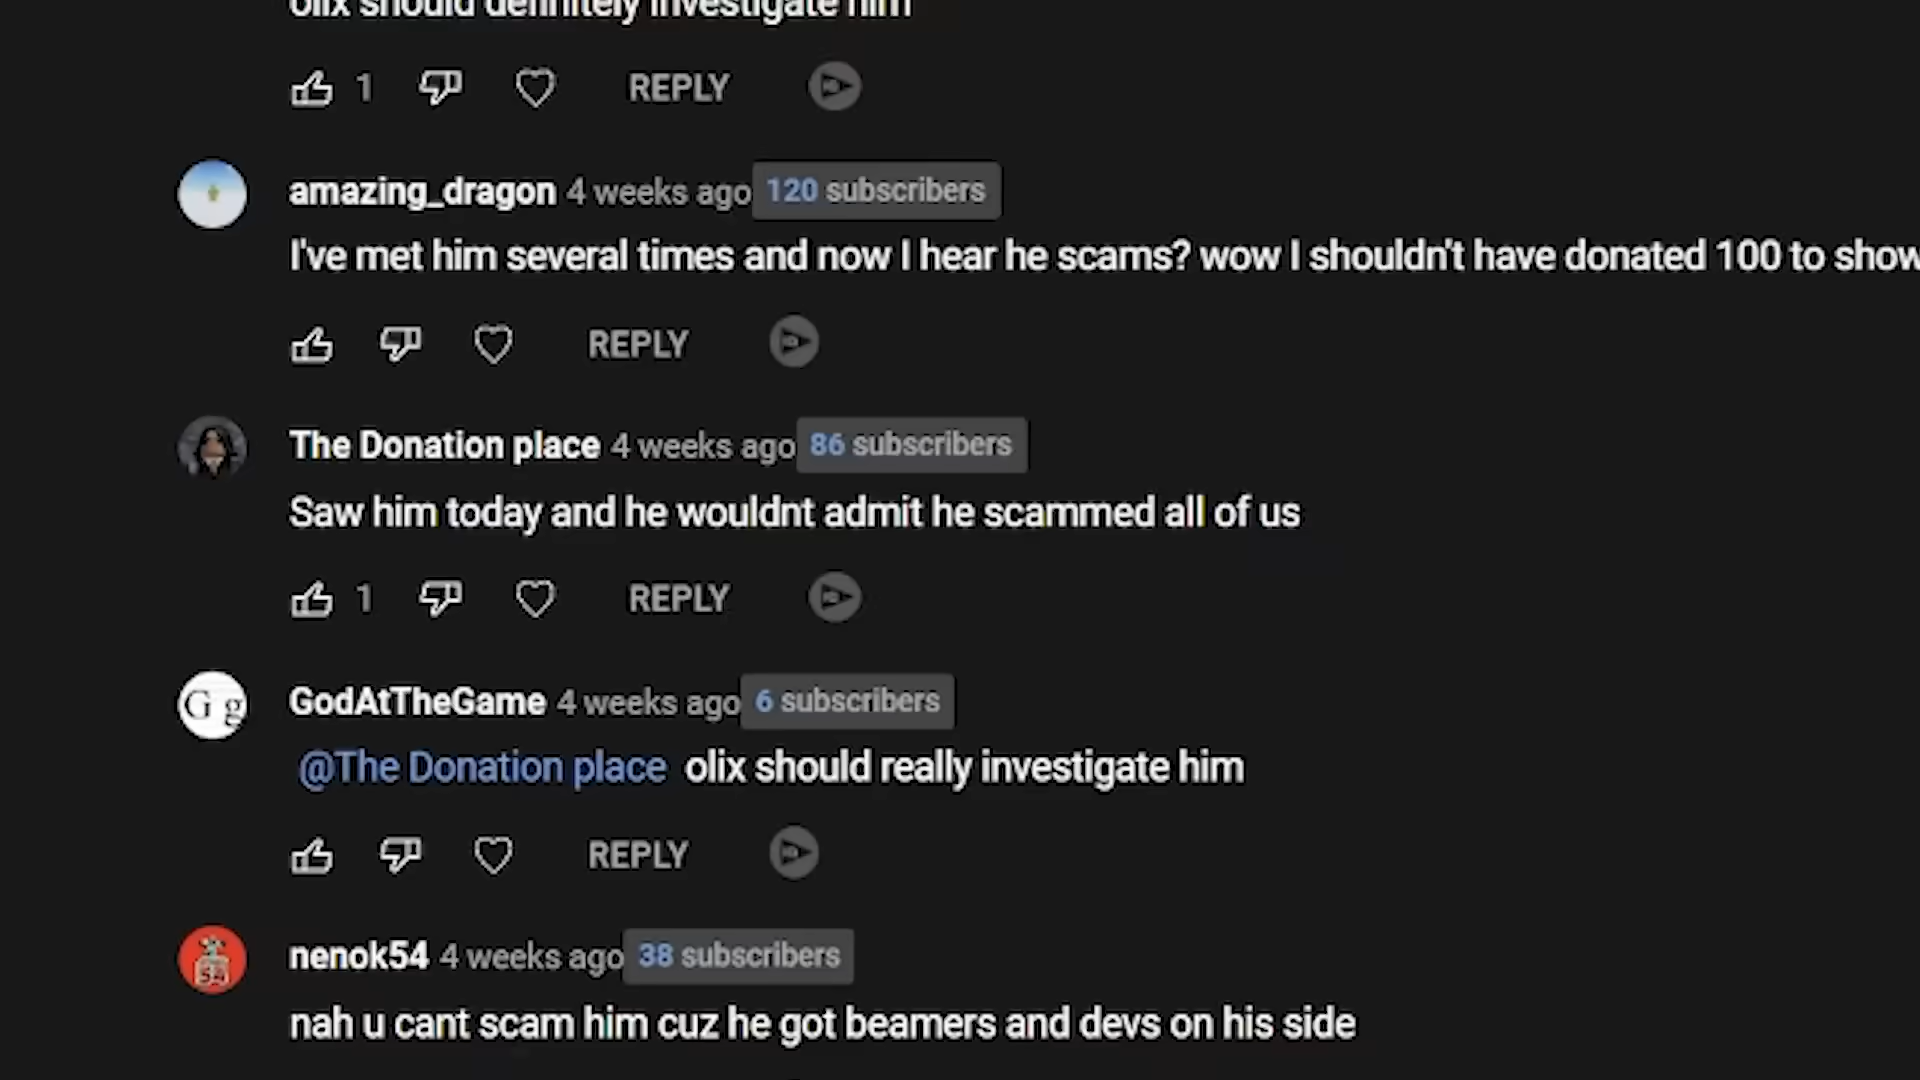 olix should definitely investigate him
1 REPLY
amazing_dragon 4 weeks ago 120 subscribers
I've met him several times and now I hear he scams? wow I shouldn't have donated 100 to show
REPLY
The Donation place 4 weeks ago 86 subscribers
Saw him today and he wouldnt admit he scammed all of us
1 REPLY
G g
GodAtTheGame 4 weeks ago 6 subscribers
@The Donation place olix should really investigate him
REPLY
54
nenok54 4 weeks ago 38 subscribers
nah u cant scam him cuz he got beamers and devs on his side